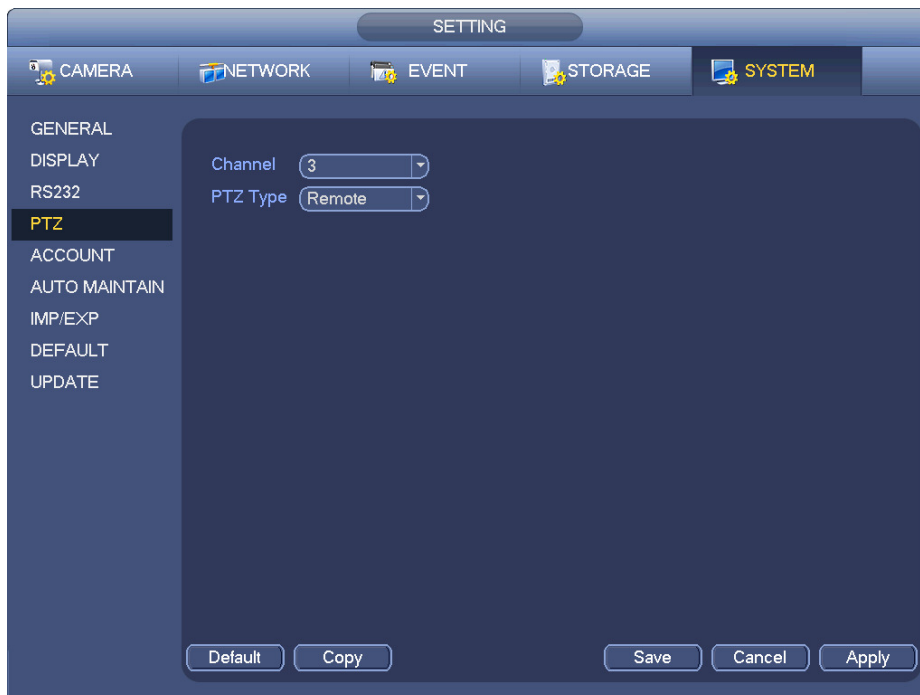 SETTING
CAMERA NETWORK EVENT STORAGE SYSTEM
GENERAL
DISPLAY
RS232
PTZ
ACCOUNT
AUTO MAINTAIN
IMP/EXP
DEFAULT
UPDATE
Channel 3
PTZ Type Remote
Default Copy Save Cancel Apply